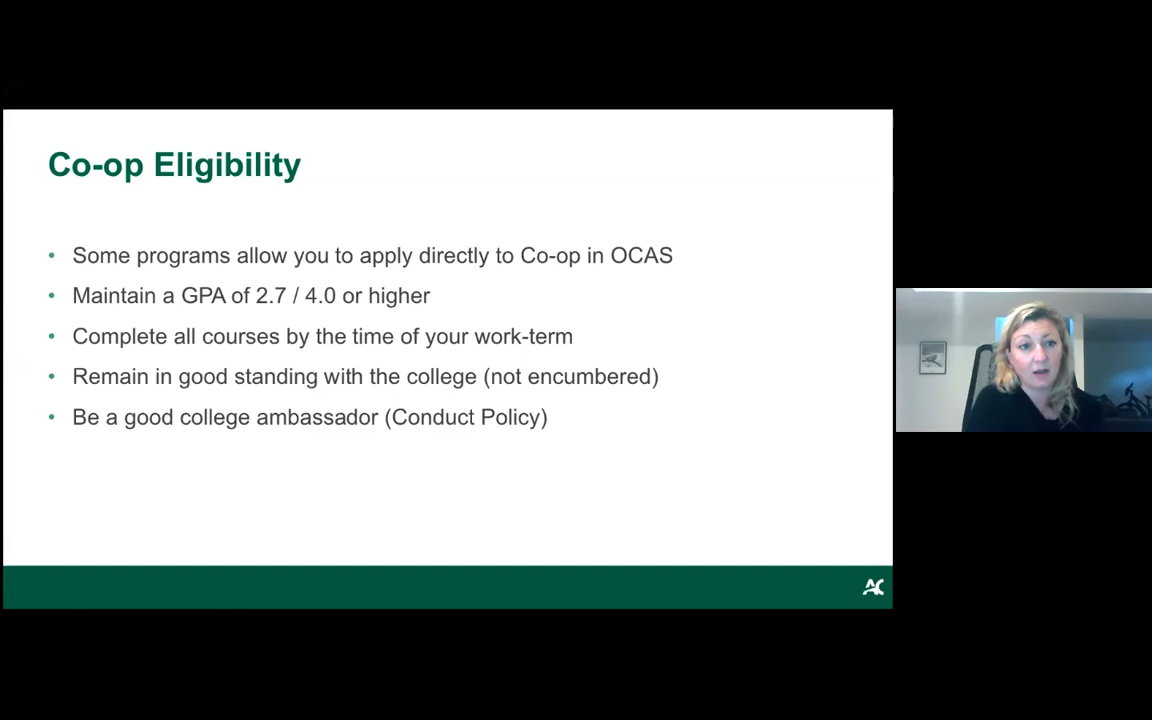 Co-op Eligibility
• Some programs allow you to apply directly to Co-op in OCAS
• Maintain a GPA of 2.7 / 4.0 or higher
• Complete all courses by the time of your work-term
• Remain in good standing with the college (not encumbered)
• Be a good college ambassador (Conduct Policy)
AC